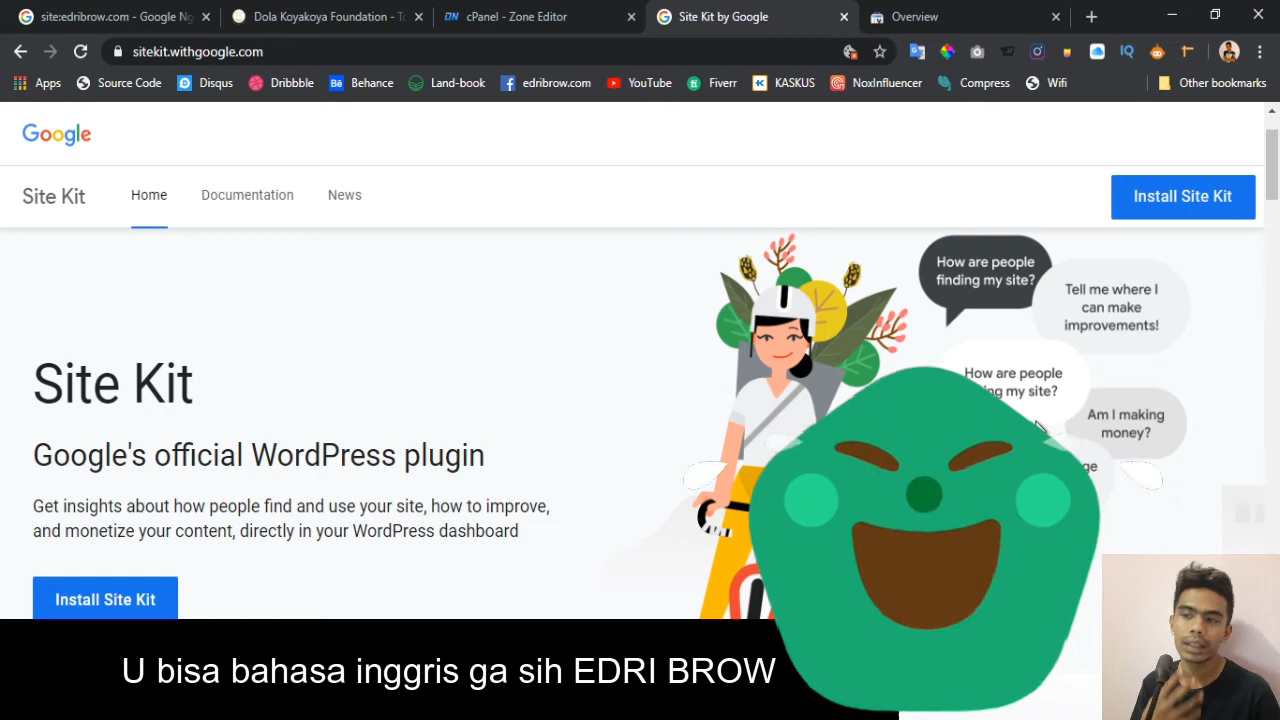 site:edribrow.com - Google N
Dola Koyakoya Foundation - To
DN cPanel - Zone Editor
Site Kit by Google
Overview
sitekit.withgoogle.com
Apps
Source Code
Disqus
Dribbble
Bē Behance
Land-book
edribrow.com
YouTube
Fiverr
KASKUS
NoxInfluencer
Compress
Wifi
Other bookmarks
Google
Site Kit
Home
Documentation
News
Install Site Kit
How are people
finding my site?
Tell me where I
can make
improvements!
How are people
my site?
Am I making
money?
Site Kit
Google's official WordPress plugin
Get insights about how people find and use your site, how to improve,
and monetize your content, directly in your WordPress dashboard
Install Site Kit
U bisa bahasa inggris ga sih EDRI BROW